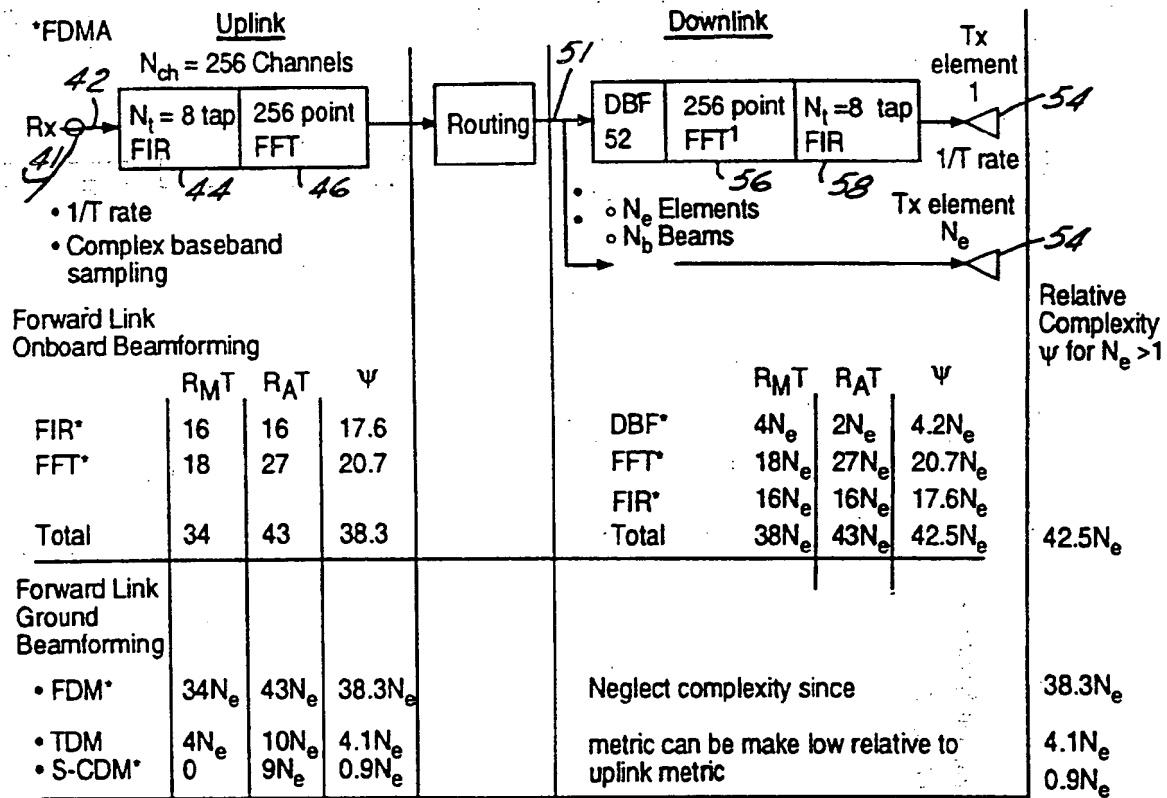 *FDMA
Uplink
Downlink
N_ch = 256 Channels
42
51
Tx
element
1
54
Rx
41
N_t = 8 tap
FIR
256 point
FFT
Routing
DBF
52
256 point
FFT¹
N_t =8 tap
FIR
44
46
56
58
1/T rate
• 1/T rate
• Complex baseband
sampling
N_e Elements
N_b Beams
Tx element
N_e
54
Relative
Complexity
ψ for N_e >1
Forward Link
Onboard Beamforming
R_MT R_AT ψ
R_MT R_AT ψ
FIR* 16 16 17.6
DBF* 4N_e 2N_e 4.2N_e
FFT* 18 27 20.7
FFT* 18N_e 27N_e 20.7N_e
FIR* 16N_e 16N_e 17.6N_e
Total 34 43 38.3
Total 38N_e 43N_e 42.5N_e 42.5N_e
Forward Link
Ground
Beamforming
• FDM* 34N_e 43N_e 38.3N_e Neglect complexity since 38.3N_e
• TDM 4N_e 10N_e 4.1N_e metric can be make low relative to 4.1N_e
• S-CDM* 0 9N_e 0.9N_e uplink metric 0.9N_e